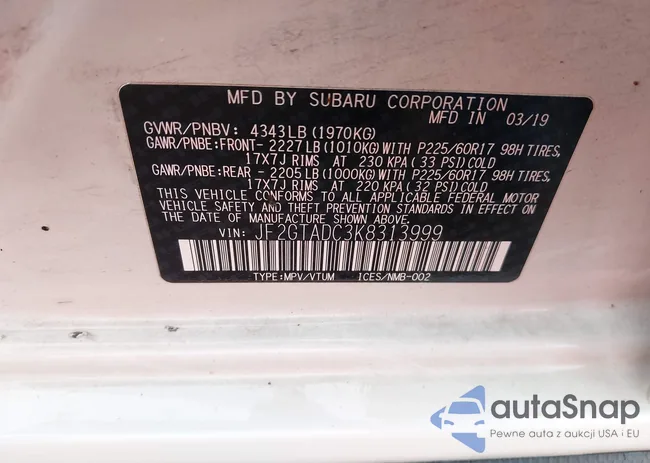 MFD BY SUBARU CORPORATION
MFD IN 03/19
GVWR/PNBV: 4343LB (1970KG)
GAWR/PNBE:FRONT- 2227LB (1010KG) WITH P225/60R17 98H TIRES,
17X7J RIMS AT 230 KPA (33 PSI) COLD
GAWR/PNBE:REAR - 2205LB (1000KG) WITH P225/60R17 98H TIRES,
17X7J RIMS AT 220 KPA (32 PSI) COLD
THIS VEHICLE CONFORMS TO ALL APPLICABLE FEDERAL MOTOR
VEHICLE SAFETY AND THEFT PREVENTION STANDARDS IN EFFECT ON
THE DATE OF MANUFACTURE SHOWN ABOVE.
VIN: JF2GTADC3K8313999
TYPE:MPV/VTUM ICES/NMB-002
autoSnap
Pewne auta z aukcji USA i EU